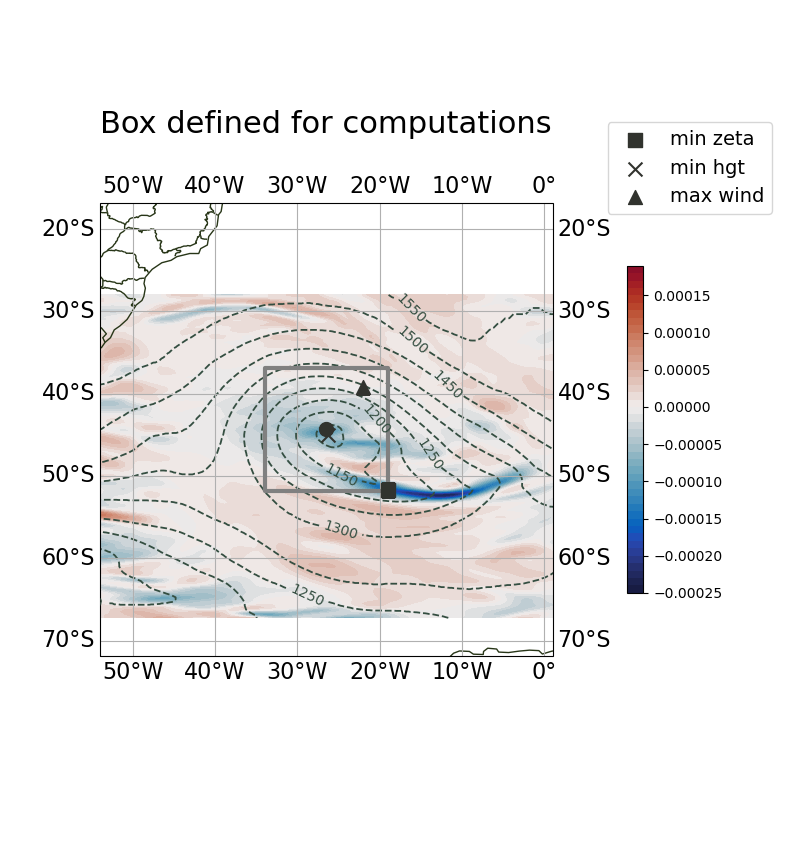 Box defined for computations
min zeta
min hgt
max wind
50°W 40°W 30°W 20°W 10°W 0°
20°S 20°S
30°S 30°S
40°S 40°S
50°S 50°S
60°S 60°S
70°S 70°S
50°W 40°W 30°W 20°W 10°W 0°
1550
1500
1450
1200
1250
1150
1300
1250
0.00015
0.00010
0.00005
0.00000
−0.00005
−0.00010
−0.00015
−0.00020
−0.00025